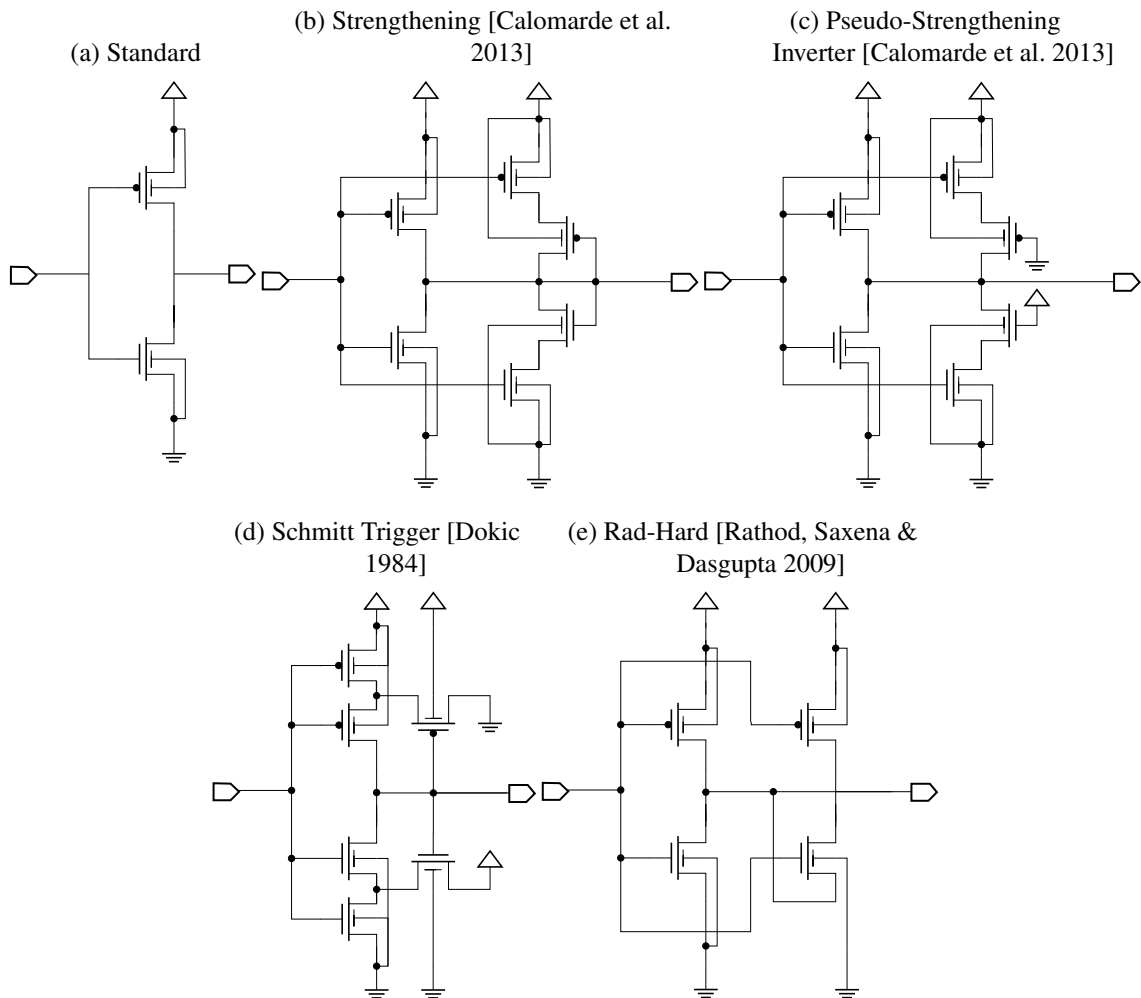 (a) Standard
(b) Strengthening [Calomarde et al.
2013]
(c) Pseudo-Strengthening
Inverter [Calomarde et al. 2013]
(d) Schmitt Trigger [Dokic
1984]
(e) Rad-Hard [Rathod, Saxena &
Dasgupta 2009]